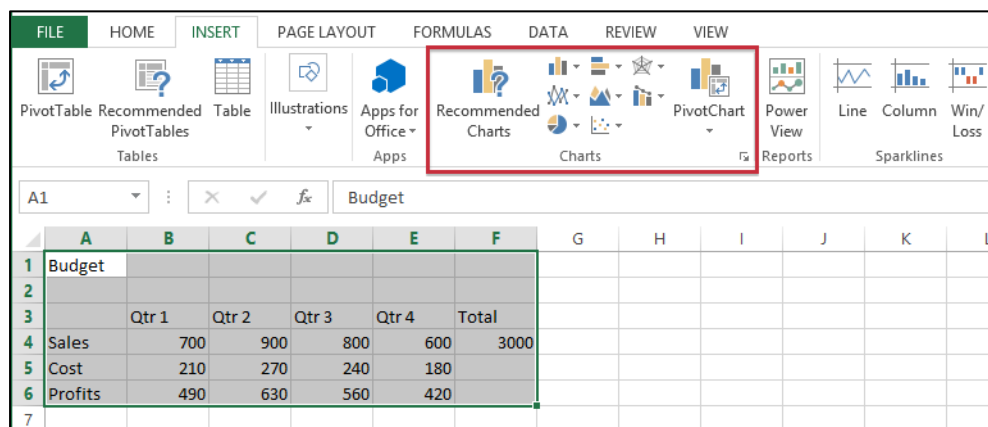 FILE HOME INSERT PAGE LAYOUT FORMULAS DATA REVIEW VIEW
PivotTable Recommended PivotTables Table Illustrations Apps for Office Recommended Charts PivotChart Power View Line Column Win/ Loss
Tables Apps Charts Reports Sparklines
A1 fx Budget
A B C D E F G H I J K L
1 Budget
2
3 Qtr 1 Qtr 2 Qtr 3 Qtr 4 Total
4 Sales 700 900 800 600 3000
5 Cost 210 270 240 180
6 Profits 490 630 560 420
7